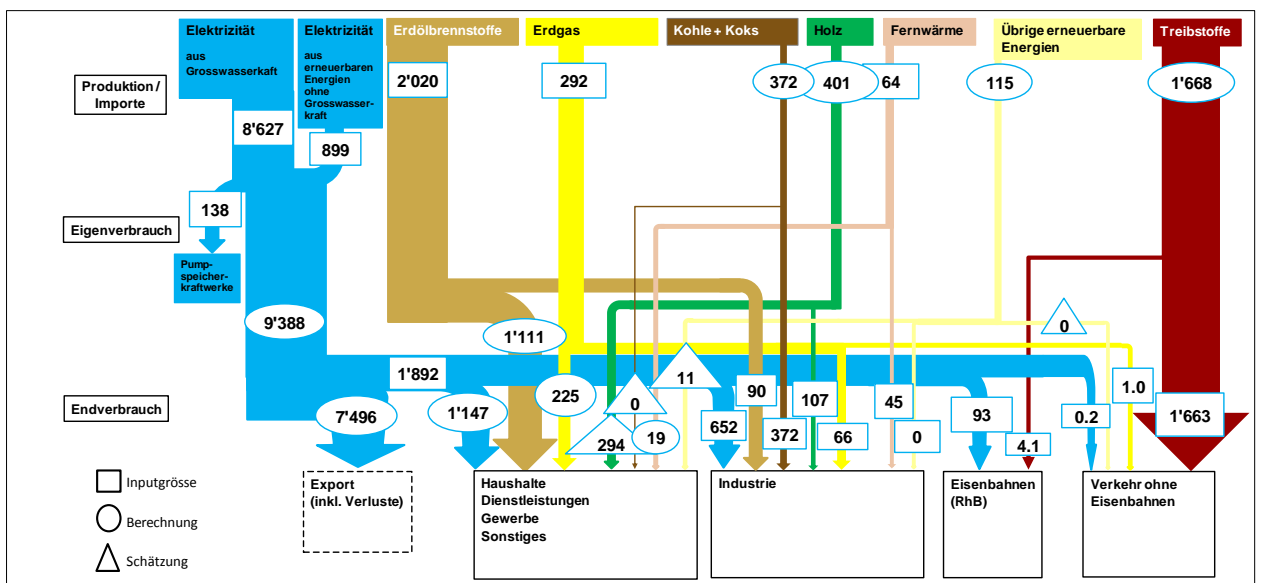 Elektrizität
aus
Grosswasserkaft
Elektrizität
aus
erneuerbaren
Energien
ohne
Grosswasser-
kraft
Erdölbrennstoffe
Erdgas
Kohle + Koks
Holz
Fernwärme
Übrige erneuerbare
Energien
Treibstoffe
Produktion /
Importe
8'627
899
2'020
292
372
401
64
115
1'668
138
Eigenverbrauch
Pump-
speicher-
kraftwerke
9'388
1'111
0
1'892
Endverbrauch
7'496
1'147
225
0
294
19
11
652
90
372
107
66
45
0
93
4.1
0.2
1.0
1'663
Export
(inkl. Verluste)
Haushalte
Dienstleistungen
Gewerbe
Sonstiges
Industrie
Eisenbahnen
(RhB)
Verkehr ohne
Eisenbahnen
Inputgrösse
Berechnung
Schätzung